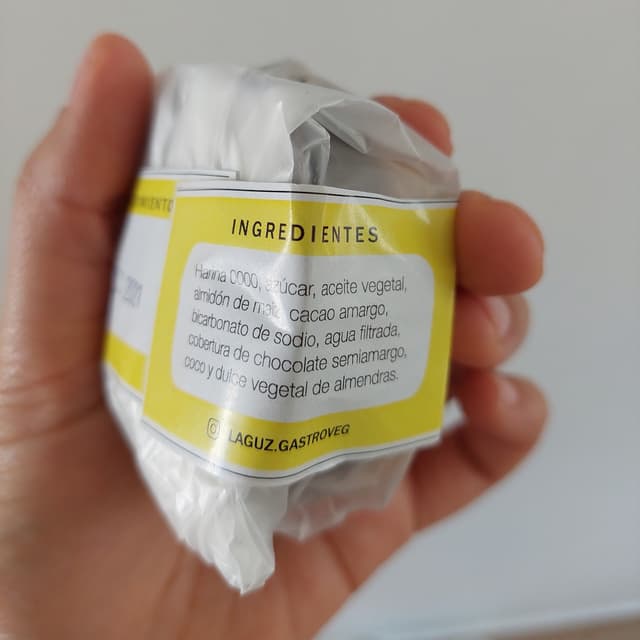 INGREDIENTES
Harina 0000, azúcar, aceite vegetal,
almidón de maíz, cacao amargo,
bicarbonato de sodio, agua filtrada,
cobertura de chocolate semiamargo,
coco y dulce vegetal de almendras.
LAGUZ.GASTROVEG
2021